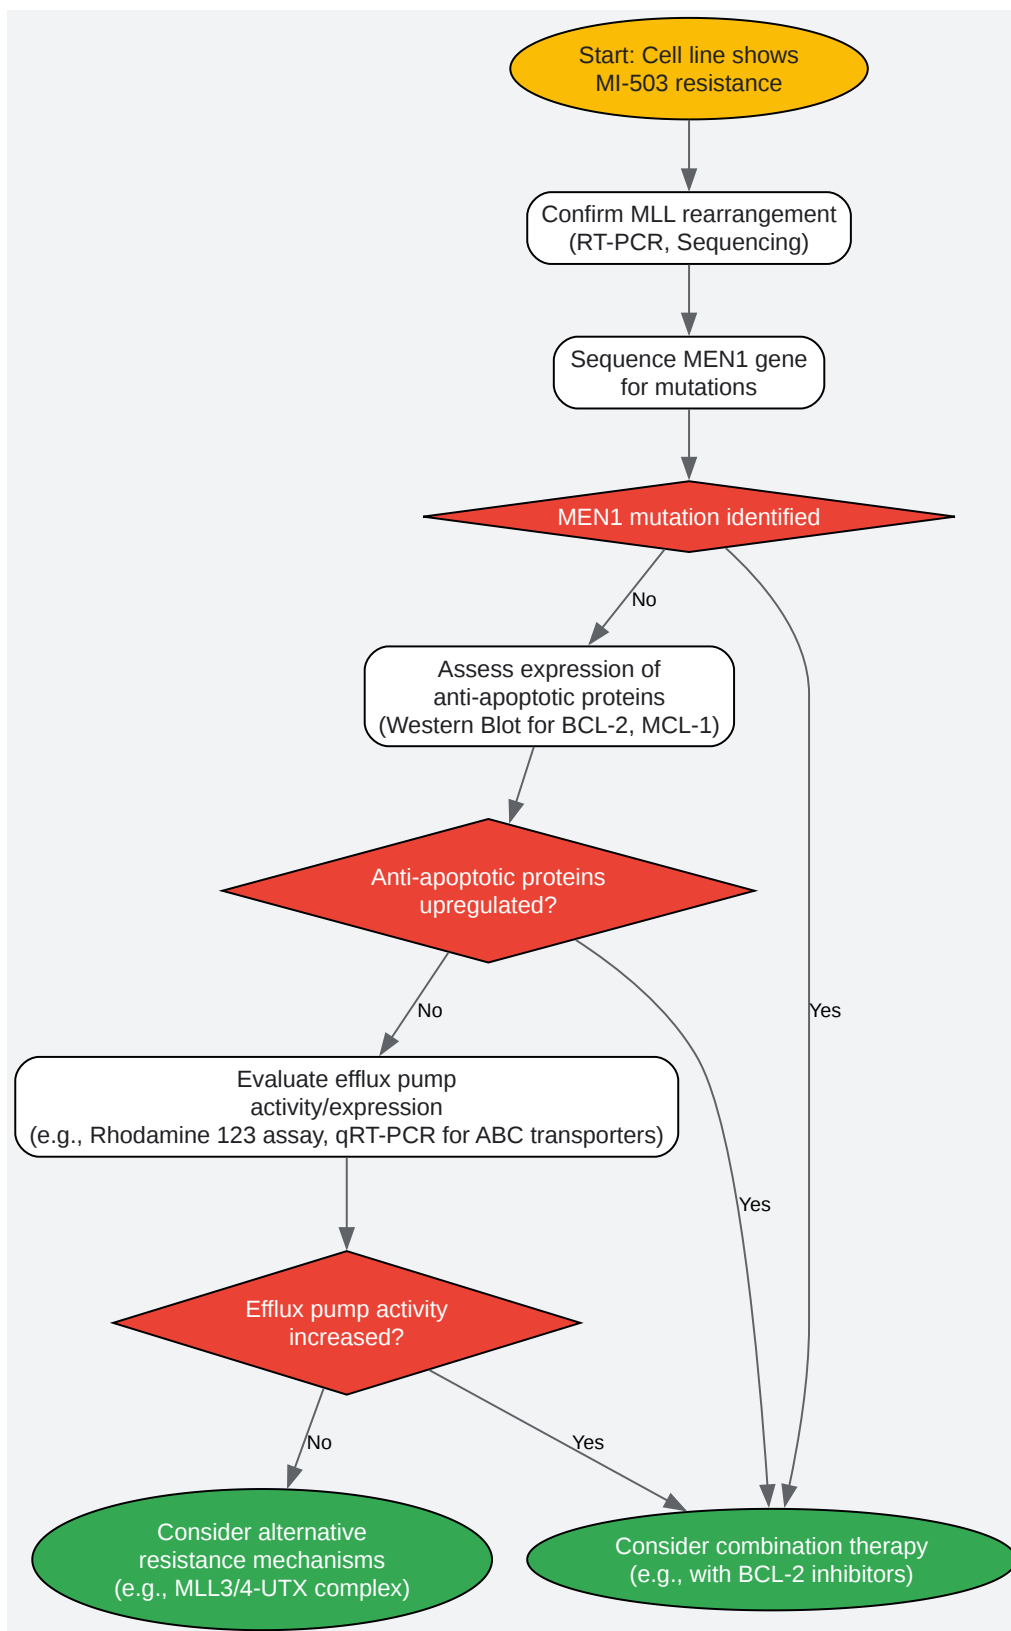 Start: Cell line shows
MI-503 resistance
Confirm MLL rearrangement
(RT-PCR, Sequencing)
Sequence MEN1 gene
for mutations
MEN1 mutation identified
No
Assess expression of
anti-apoptotic proteins
(Western Blot for BCL-2, MCL-1)
Anti-apoptotic proteins
upregulated?
No
Yes
Evaluate efflux pump
activity/expression
(e.g., Rhodamine 123 assay, qRT-PCR for ABC transporters)
Yes
Efflux pump activity
increased?
No
Yes
Consider alternative
resistance mechanisms
(e.g., MLL3/4-UTX complex)
Consider combination therapy
(e.g., with BCL-2 inhibitors)